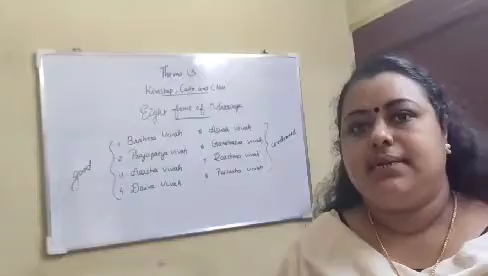 Theme 3
Kinship, Caste and Class
Eight forms of Marriage
good
1 Brahma Vivah
2 Prajapatya Vivah
3 Arsha Vivah
4 Daiva Vivah
5 Asura Vivah
6 Gandharva Vivah
7 Rakshasa Vivah
8 Paisacha Vivah
condemned